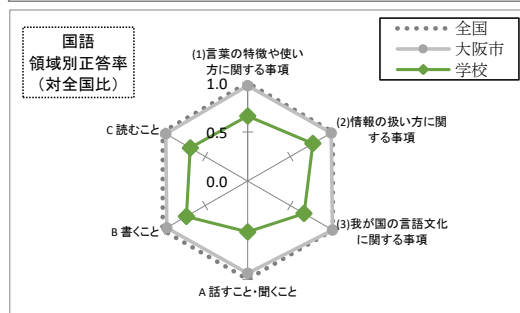 国語
領域別正答率
（対全国比）
全国
大阪市
学校
(1)言葉の特徴や使い
方に関する事項
1.0
0.5
0.0
(2)情報の扱い方に関
する事項
(3)我が国の言語文化
に関する事項
A 話すこと・聞くこと
B 書くこと
C 読むこと